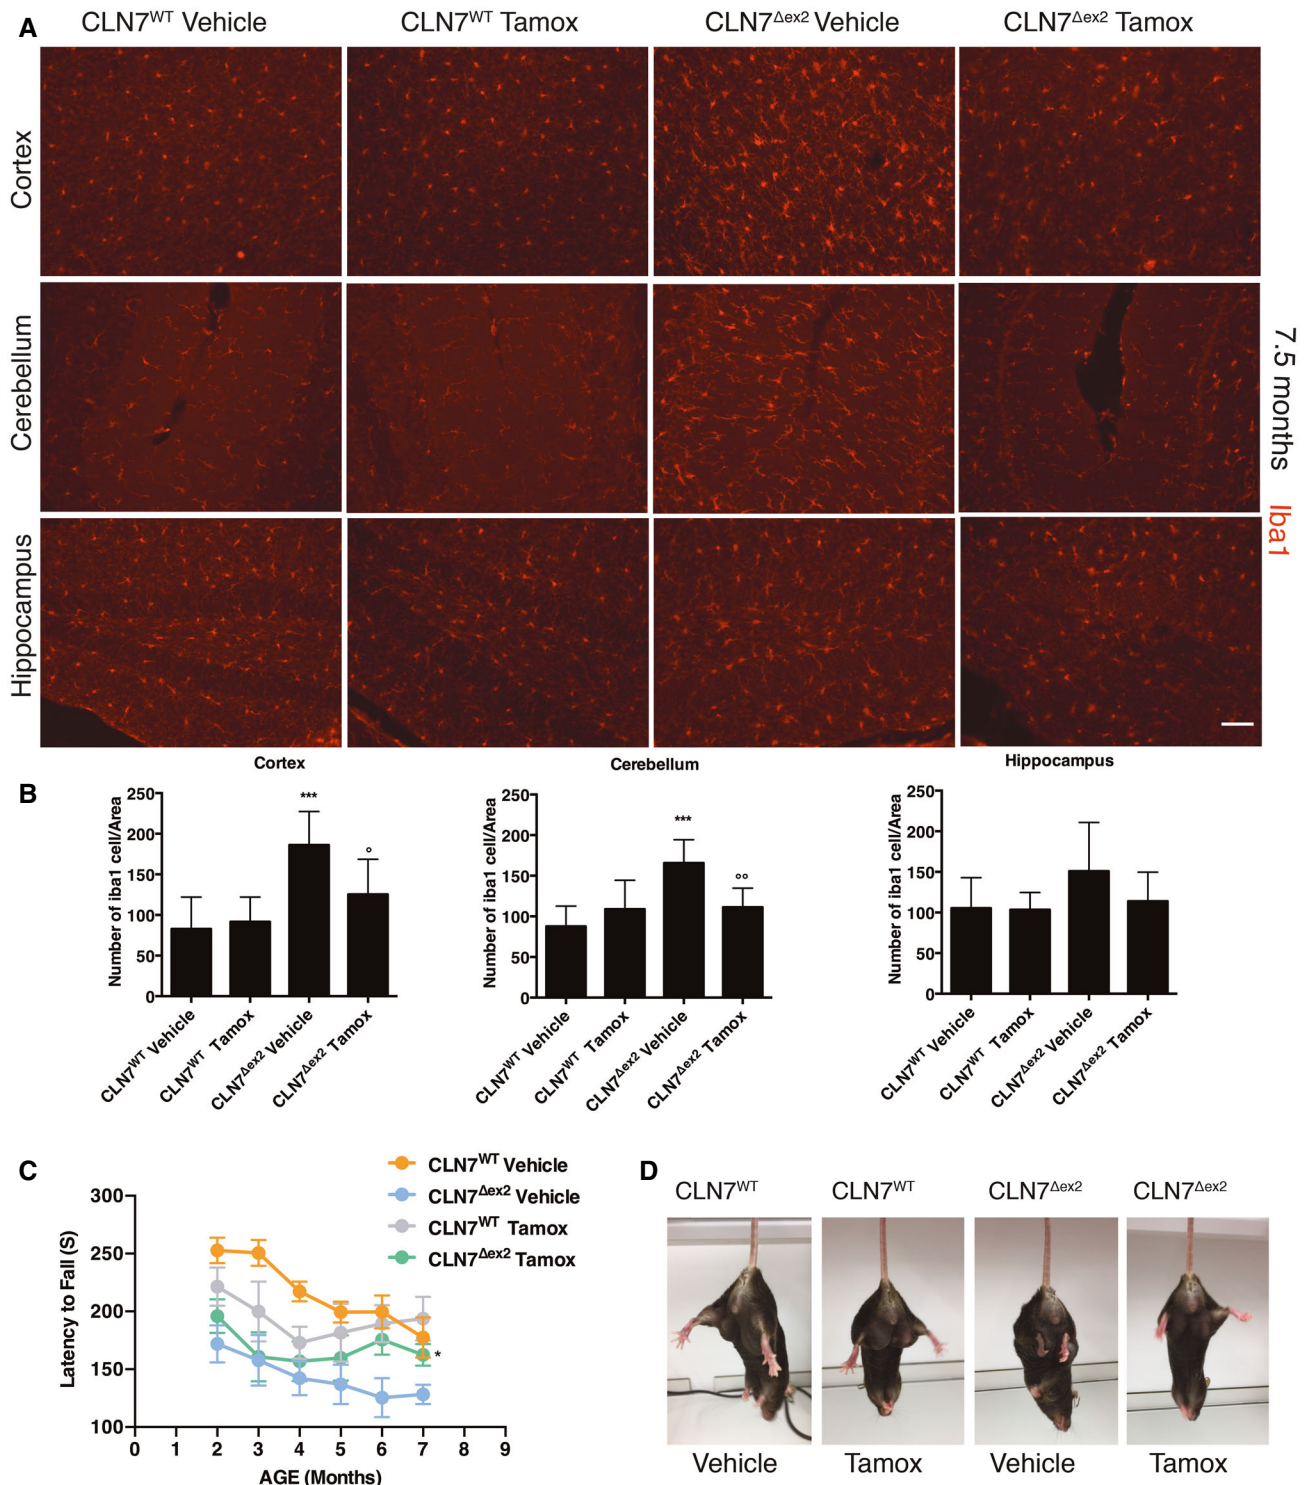 A
CLN7WT Vehicle
CLN7WT Tamox
CLN7Δex2 Vehicle
CLN7Δex2 Tamox
Cortex
Cerebellum
Hippocampus
7.5 months Iba1
B
Cortex
Number of iba1 cell/Area
250
200
150
100
50
0
***
°
CLN7WT Vehicle
CLN7WT Tamox
CLN7Δex2 Vehicle
CLN7Δex2 Tamox
Cerebellum
Number of iba1 cell/Area
250
200
150
100
50
0
***
°°
CLN7WT Vehicle
CLN7WT Tamox
CLN7Δex2 Vehicle
CLN7Δex2 Tamox
Hippocampus
Number of iba1 cell/Area
250
200
150
100
50
0
CLN7WT Vehicle
CLN7WT Tamox
CLN7Δex2 Vehicle
CLN7Δex2 Tamox
C
CLN7WT Vehicle
CLN7Δex2 Vehicle
CLN7WT Tamox
CLN7Δex2 Tamox
Latency to Fall (S)
300
250
200
150
100
*
0 1 2 3 4 5 6 7 8 9
AGE (Months)
D
CLN7WT
CLN7WT
CLN7Δex2
CLN7Δex2
Vehicle
Tamox
Vehicle
Tamox